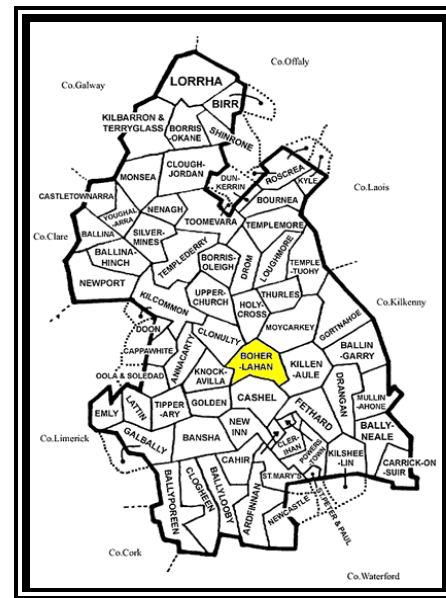 Co.Galway
Co.Offaly
LORRHA
BIRR
KILBARRON &
TERRYGLASS
BORRIS
-OKANE
SHINRONE
CLOUGH-
JORDAN
MONSEA
DUN-
KERRIN
ROSCREA
KYLE
Co.Laois
CASTLETOWNARRA
YOUGHAL
-ARRA
NENAGH
BOURNEA
TOOMEVARA
TEMPLEMORE
Co.Clare
BALLINA
SILVER-
MINES
BALLINA-
HINCH
TEMPLEDERRY
BORRIS-
OLEIGH
DROM
LOUGHMORE
TEMPLE
-TUOHY
NEWPORT
KILCOMMON
UPPER-
CHURCH
HOLY-
CROSS
THURLES
Co.Kilkenny
DOON
CLONULTY
MOYCARKEY
GORTNAHOE
CAPPAWHITE
ANNACARTY
BOHER
-LAHAN
BALLIN
-GARRY
OOLA & SOLEDAD
KNOCK-
AVILLA
KILLEN
-AULE
DRANGAN
EMLY
LATTIN
TIPPER
-ARY
GOLDEN
CASHEL
FETHARD
MULLIN
-AHONE
Co.Limerick
GALBALLY
BANSHA
NEW
INN
CLER-
IHAN
POWERS-
TOWN
BALLY-
NEALE
CAHIR
KILSHEE
-LIN
CARRICK-ON
-SUIR
BALLYPOREEN
CLOGHEEN
BALLYLOOBY
ARDFINNAN
ST.MARY'S
NEWCASTLE
ST.PETER & PAUL
Co.Cork
Co.Waterford